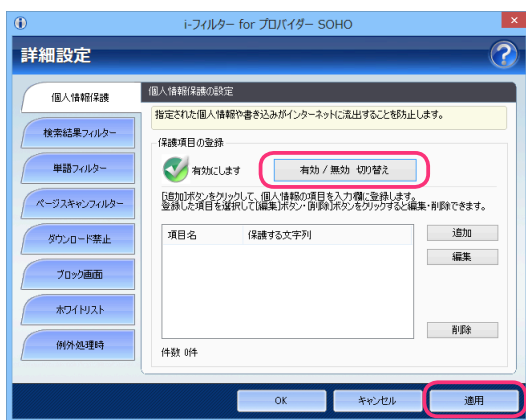 i-フィルター for プロバイダー SOHO
詳細設定
個人情報保護
検索結果フィルター
単語フィルター
ページスキャンフィルター
ダウンロード禁止
ブロック画面
ホワイトリスト
例外処理時
個人情報保護の設定
指定された個人情報や書き込みがインターネットに流出することを防止します。
保護項目の登録
有効にします
有効 / 無効 切り替え
[追加]ボタンをクリックして、個人情報の項目を入力欄に登録します。
登録した項目を選択して[編集]ボタン・[削除]ボタンをクリックすると編集・削除できます。
項目名 保護する文字列
追加
編集
削除
件数 0件
OK キャンセル 適用